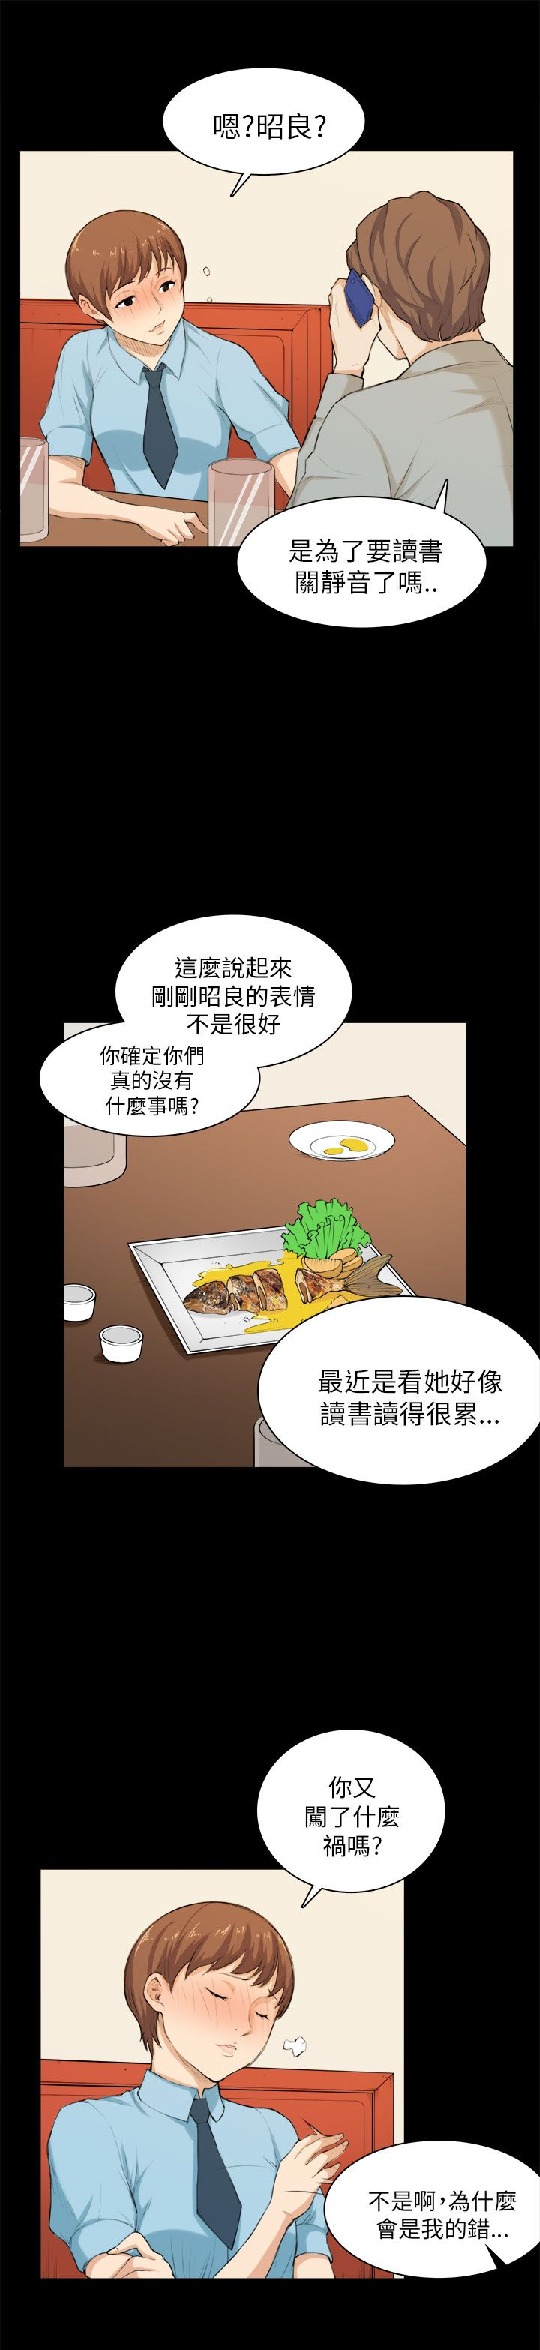 嗯?昭良?
是為了要讀書
關靜音了嗎..
這麼說起來
剛剛昭良的表情
不是很好
你確定你們
真的沒有
什麼事嗎?
最近是看她好像
讀書讀得很累...
你又
闖了什麼
禍嗎?
不是啊,為什麼
會是我的錯...